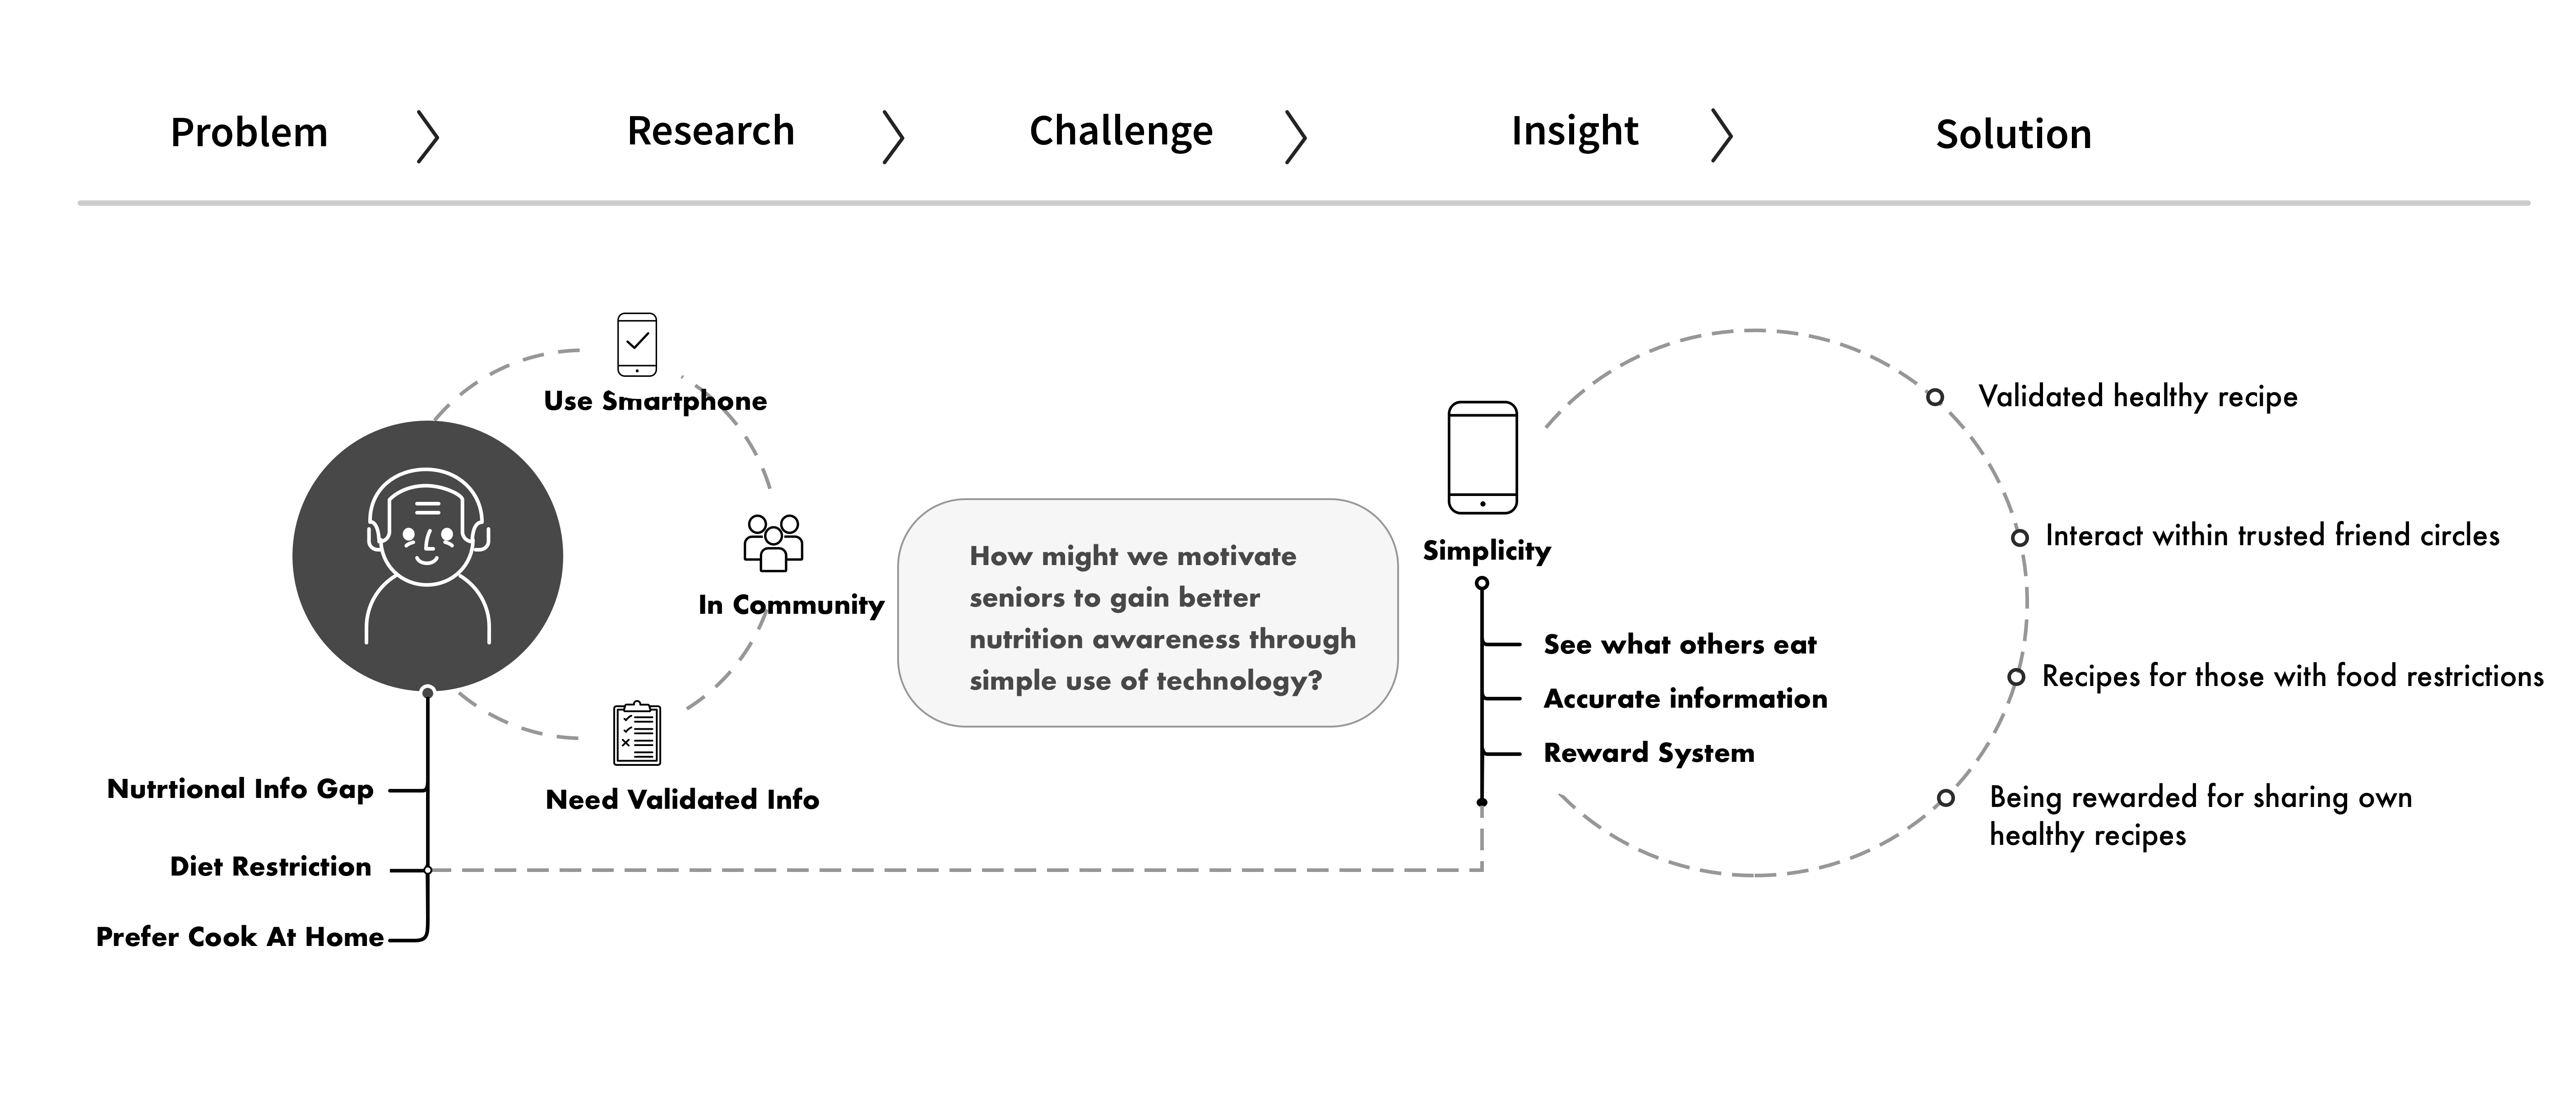 Problem
Research
Challenge
Insight
Solution
Use Smartphone
In Community
Need Validated Info
Nutrtional Info Gap
Diet Restriction
Prefer Cook At Home
How might we motivate
seniors to gain better
nutrition awareness through
simple use of technology?
Simplicity
See what others eat
Accurate information
Reward System
Validated healthy recipe
Interact within trusted friend circles
Recipes for those with food restrictions
Being rewarded for sharing own
healthy recipes